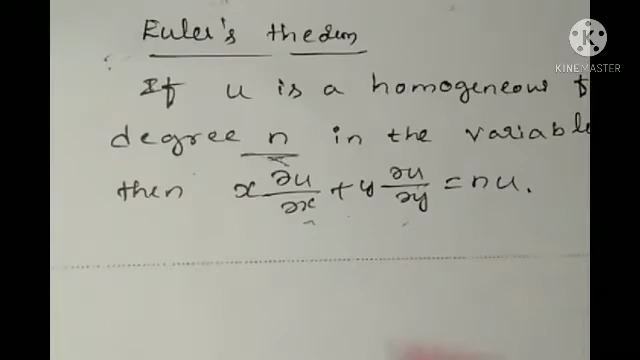 Euler's theorem
K
KINEMASTER
If u is a homogeneous f
degree n in the variable
then x ∂u/∂x + y ∂u/∂y = nu.